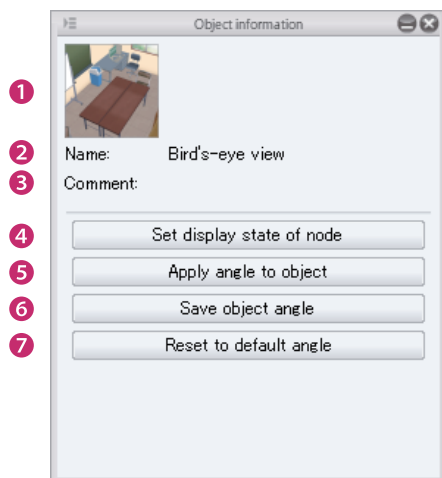 Object information
1
2 Name: Bird's-eye view
3 Comment:
4 Set display state of node
5 Apply angle to object
6 Save object angle
7 Reset to default angle